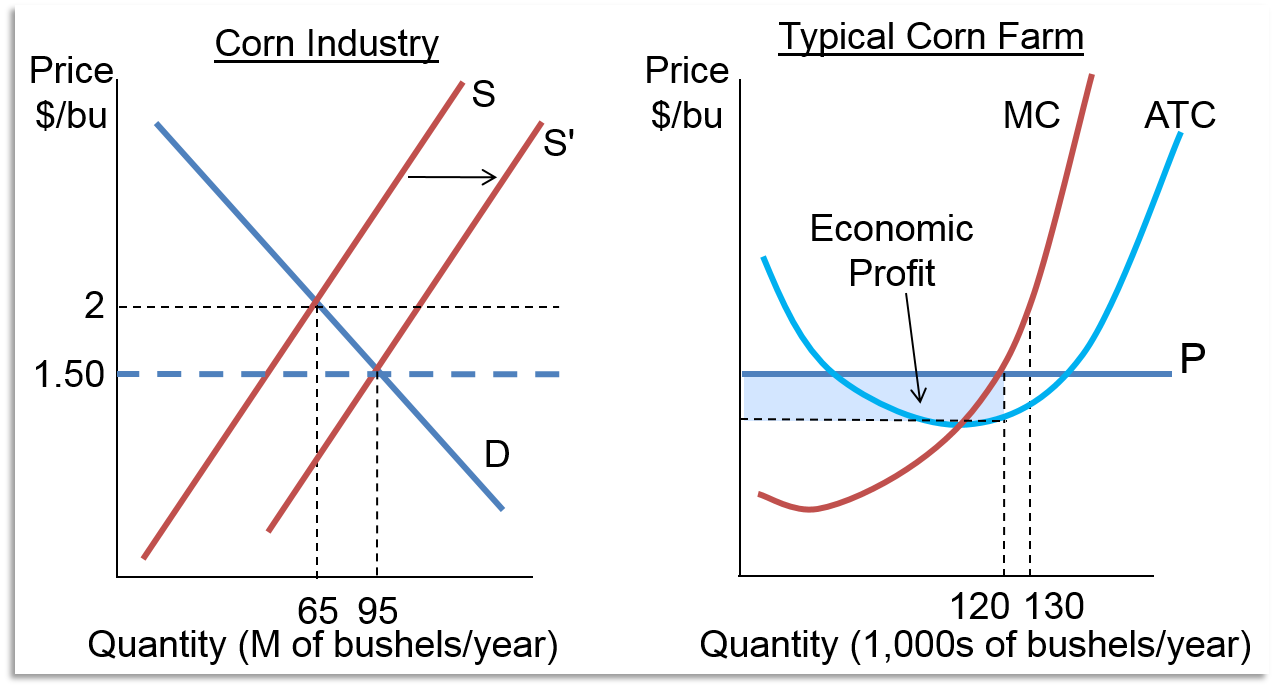 Corn Industry
Price
$/bu
S
S'
2
1.50
D
65 95
Quantity (M of bushels/year)
Typical Corn Farm
Price
$/bu
MC
ATC
Economic
Profit
P
120 130
Quantity (1,000s of bushels/year)